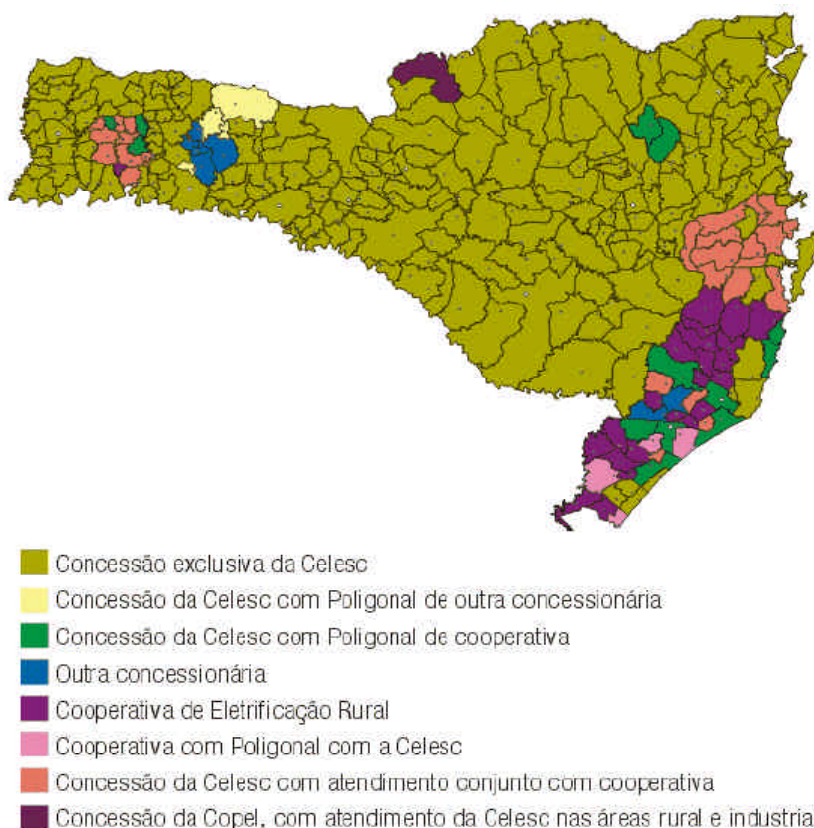 Concessão exclusiva da Celesc
Concessão da Celesc com Poligonal de outra concessionária
Concessão da Celesc com Poligonal de cooperativa
Outra concessionária
Cooperativa de Eletrificação Rural
Cooperativa com Poligonal com a Celesc
Concessão da Celesc com atendimento conjunto com cooperativa
Concessão da Copel, com atendimento da Celesc nas áreas rural e industria